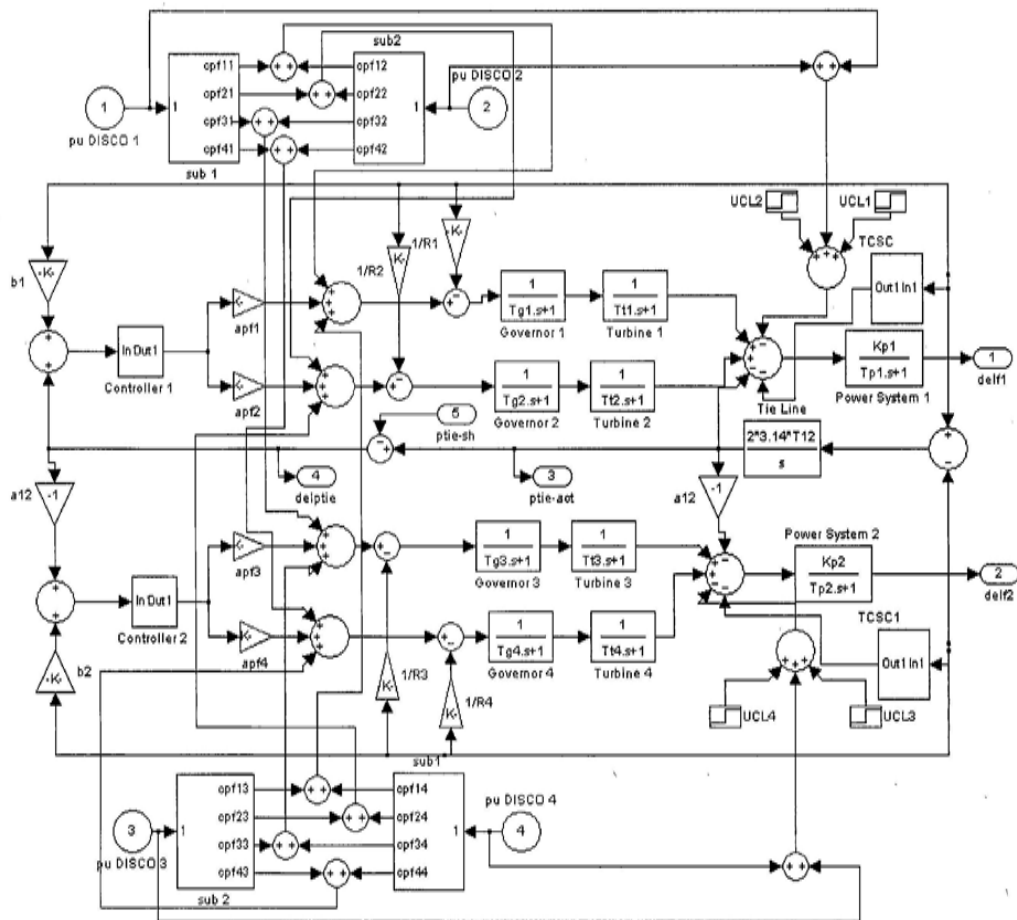 sub2
opf11
opf12
pu DISCO 2
opf21
opf22
1
1
1
2
opf31
opf32
pu DISCO 1
opf41
opf42
sub 1
UCL2
UCL1
TCSC
1/R1
-K-
1/R2
K-
-K-
b1
Out1 In1
K-
apf1
1
Tg1.s+1
Governor 1
1
Tt1.s+1
Turbine 1
In Out1
Controller 1
Kp1
Tp1.s+1
Power System 1
1
delf1
K-
apf2
1
Tg2.s+1
Governor 2
1
Tt2.s+1
Turbine 2
Tie Line
5
ptie-sh
2*3.14*T12
s
4
delptie
3
ptie-aot
a12
-1
a12
-1
Power System 2
K-
apf3
1
Tg3.s+1
Governor 3
1
Tt3.s+1
Turbine 3
Kp2
Tp2.s+1
2
delf2
In Out1
Controller 2
TCSC1
K-
apf4
1
Tg4.s+1
Governor 4
1
Tt4.s+1
Turbine 4
Out1 In1
b2
-K-
K-
1/R3
K-
1/R4
UCL4
UCL3
sub1
opf13
opf14
pu DISCO 4
opf23
opf24
3
1
1
4
opf33
opf34
pu DISCO 3
opf43
opf44
sub 2